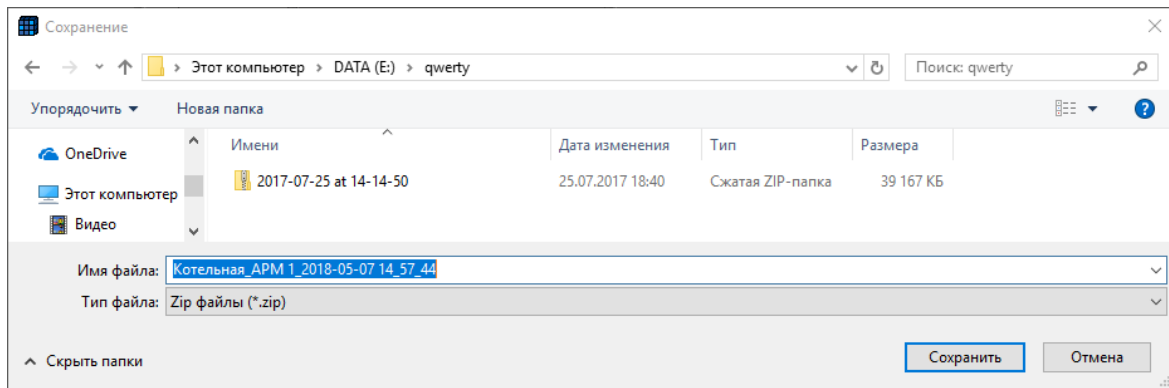 Сохранение
Этот компьютер > DATA (E:) > qwerty
Поиск: qwerty
Упорядочить
Новая папка
Имени
Дата изменения
Тип
Размера
OneDrive
2017-07-25 at 14-14-50
25.07.2017 18:40
Сжатая ZIP-папка
39 167 КБ
Этот компьютер
Видео
Имя файла: Котельная_АРМ 1_2018-05-07 14_57_44
Тип файла: Zip файлы (*.zip)
Скрыть папки
Сохранить
Отмена